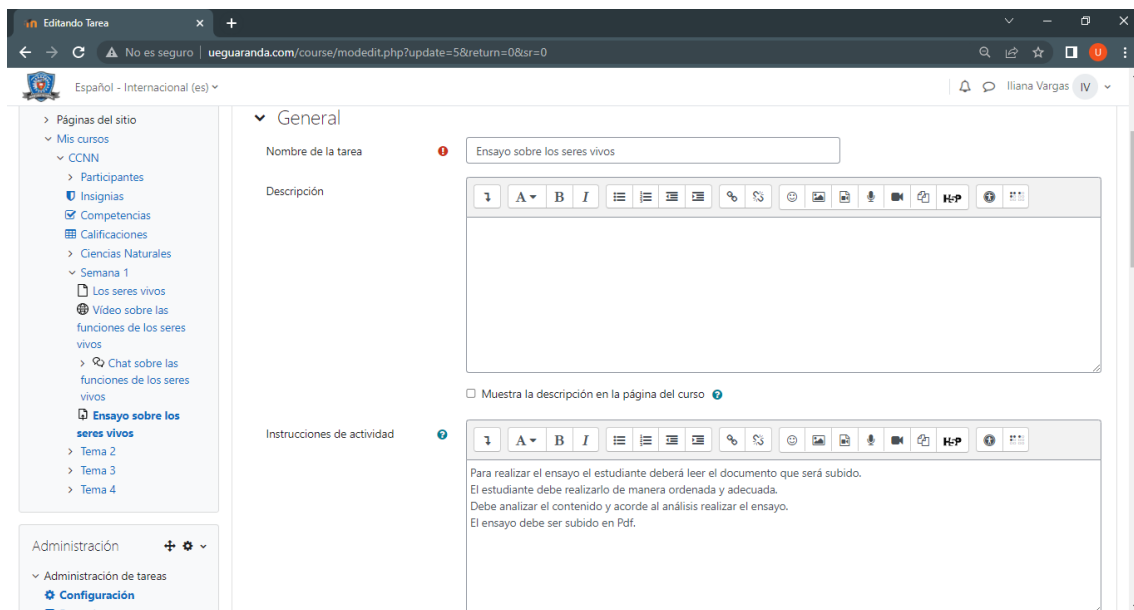 Editando Tarea
No es seguro | ueguaranda.com/course/modedit.php?update=5&return=0&sr=0
U
Español - Internacional (es)
Iliana Vargas IV
Páginas del sitio
Mis cursos
CCNN
Participantes
Insignias
Competencias
Calificaciones
Ciencias Naturales
Semana 1
Los seres vivos
Vídeo sobre las
funciones de los seres
vivos
Chat sobre las
funciones de los seres
vivos
Ensayo sobre los
seres vivos
Tema 2
Tema 3
Tema 4
Administración
Administración de tareas
Configuración
General
Nombre de la tarea
Ensayo sobre los seres vivos
Descripción
A B I H5P
Muestra la descripción en la página del curso
Instrucciones de actividad
A B I H5P
Para realizar el ensayo el estudiante deberá leer el documento que será subido.
El estudiante debe realizarlo de manera ordenada y adecuada.
Debe analizar el contenido y acorde al análisis realizar el ensayo.
El ensayo debe ser subido en Pdf.